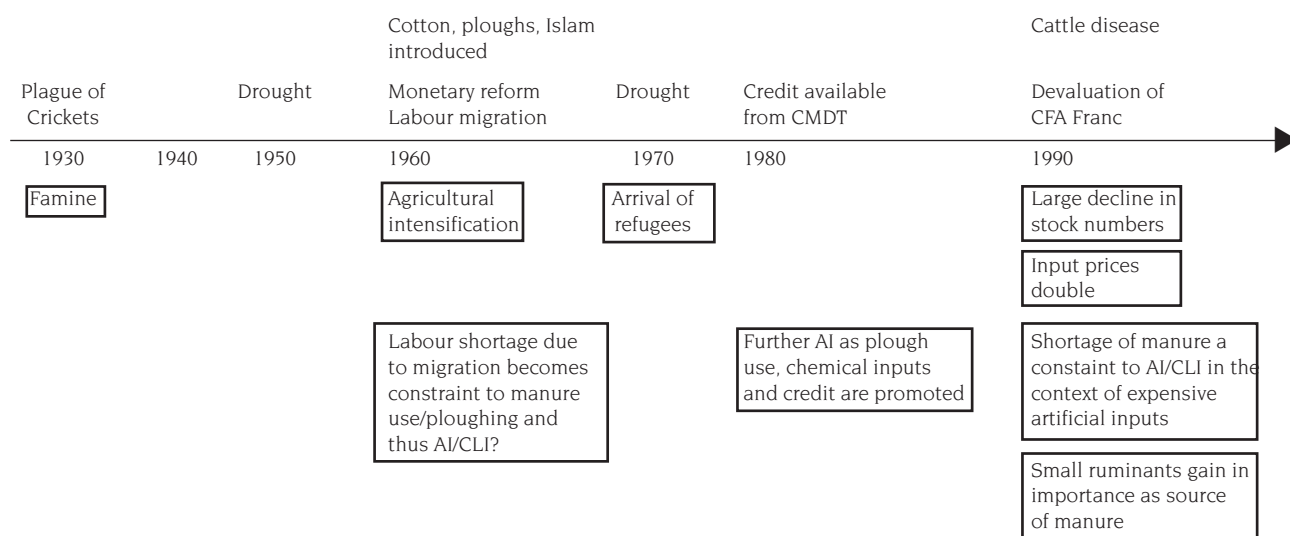 Cotton, ploughs, Islam
introduced
Cattle disease
Plague of
Crickets
Drought
Monetary reform
Labour migration
Drought
Credit available
from CMDT
Devaluation of
CFA Franc
1930
1940
1950
1960
1970
1980
1990
Famine
Agricultural
intensification
Arrival of
refugees
Large decline in
stock numbers
Input prices
double
Labour shortage due
to migration becomes
constraint to manure
use/ploughing and
thus AI/CLI?
Further AI as plough
use, chemical inputs
and credit are promoted
Shortage of manure a
constaint to AI/CLI in the
context of expensive
artificial inputs
Small ruminants gain in
importance as source
of manure